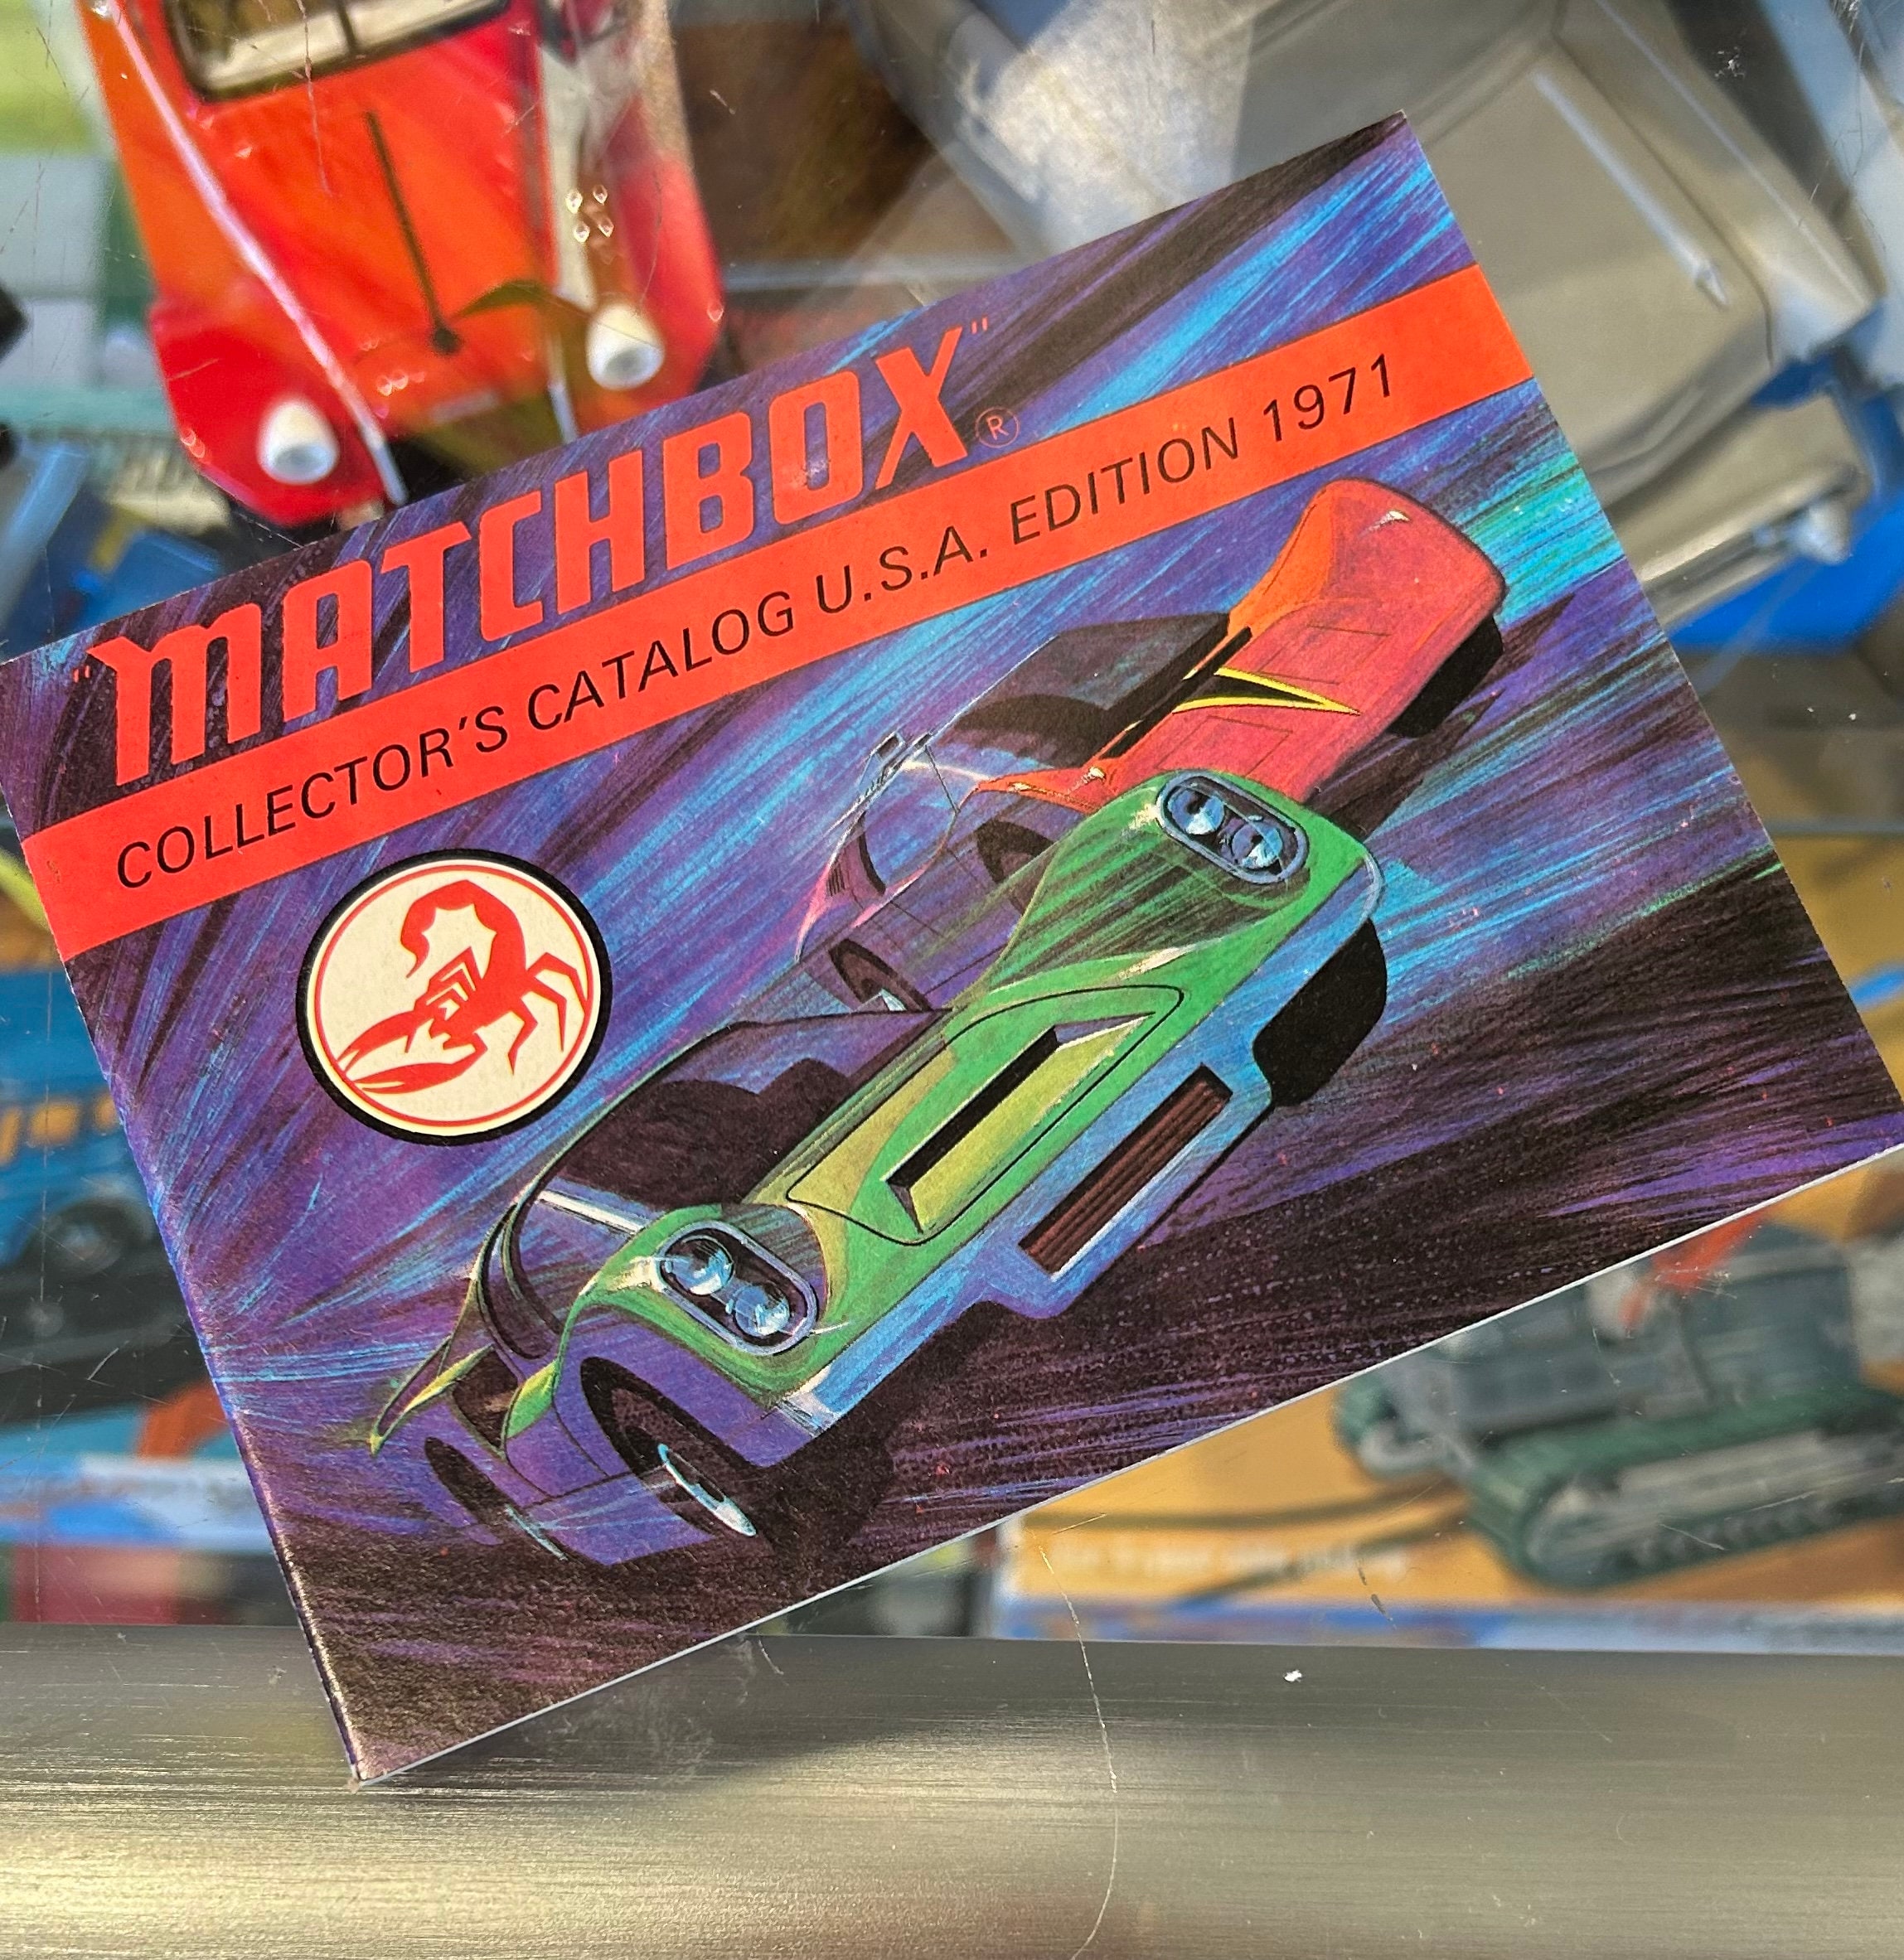 "MATCHBOX"®
COLLECTOR'S CATALOG U.S.A. EDITION 1971